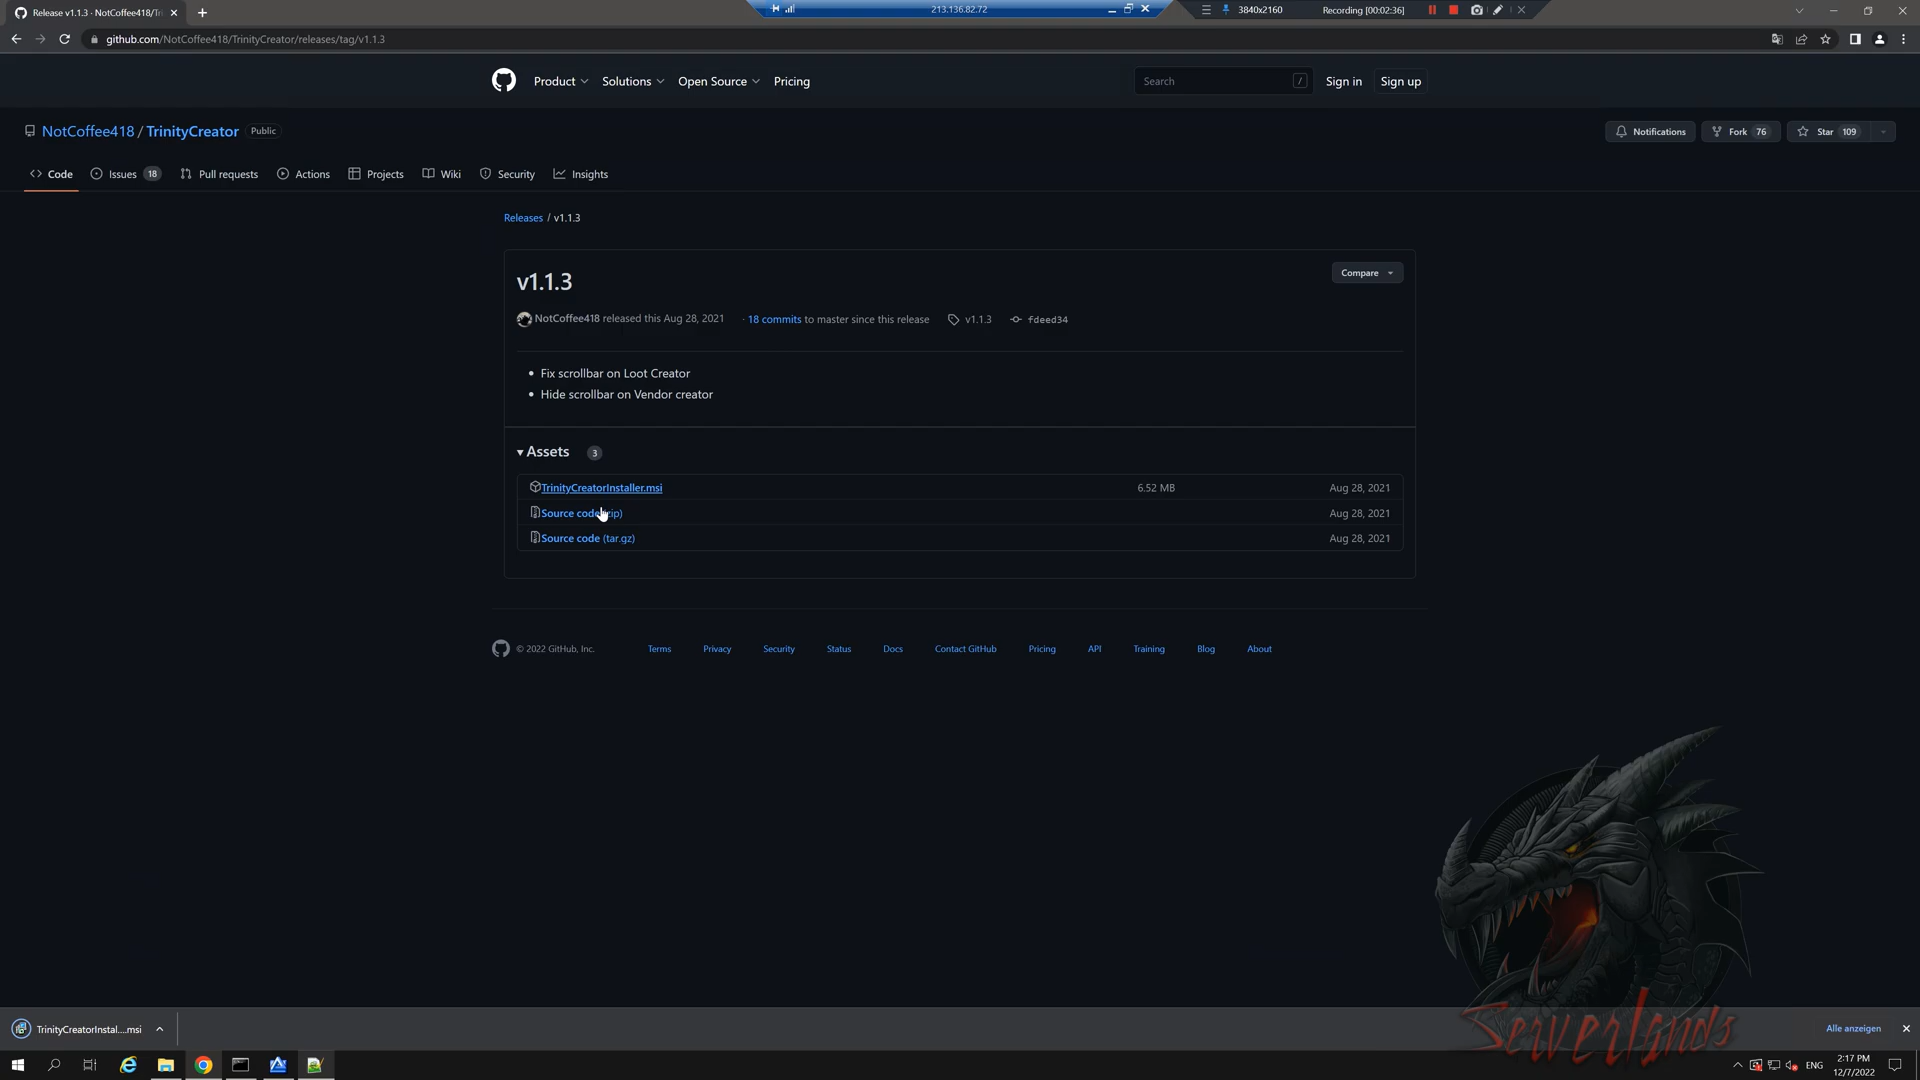 Release v1.1.3 · NotCoffee418/Tri
213.136.82.72
3840x2160
Recording [00:02:36]
github.com/NotCoffee418/TrinityCreator/releases/tag/v1.1.3
Product
Solutions
Open Source
Pricing
Search
/
Sign in
Sign up
NotCoffee418 / TrinityCreator
Public
Notifications
Fork 76
Star 109
Code
Issues 18
Pull requests
Actions
Projects
Wiki
Security
Insights
Releases / v1.1.3
v1.1.3
Compare
NotCoffee418 released this Aug 28, 2021
· 18 commits to master since this release
v1.1.3
fdeed34
• Fix scrollbar on Loot Creator
• Hide scrollbar on Vendor creator
Assets 3
TrinityCreatorInstaller.msi
6.52 MB
Aug 28, 2021
Source code zip)
Aug 28, 2021
Source code (tar.gz)
Aug 28, 2021
© 2022 GitHub, Inc.
Terms
Privacy
Security
Status
Docs
Contact GitHub
Pricing
API
Training
Blog
About
Serverlands
TrinityCreatorInstal....msi
Alle anzeigen
ENG
2:17 PM
12/7/2022